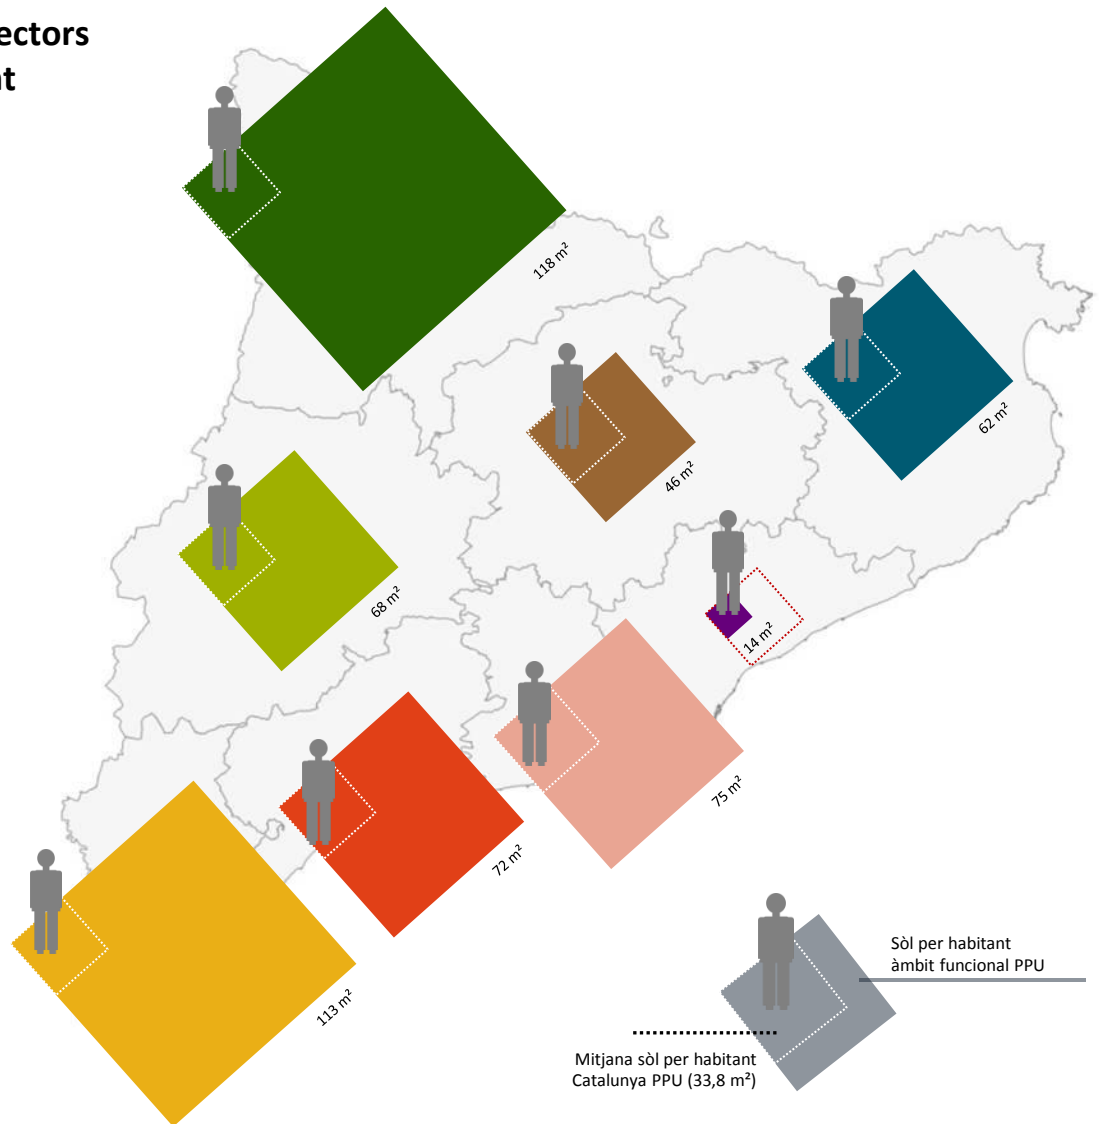 ectors
t
118 m²
62 m²
46 m²
68 m²
14 m²
75 m²
72 m²
113 m²
Sòl per habitant
àmbit funcional PPU
Mitjana sòl per habitant
Catalunya PPU (33,8 m²)